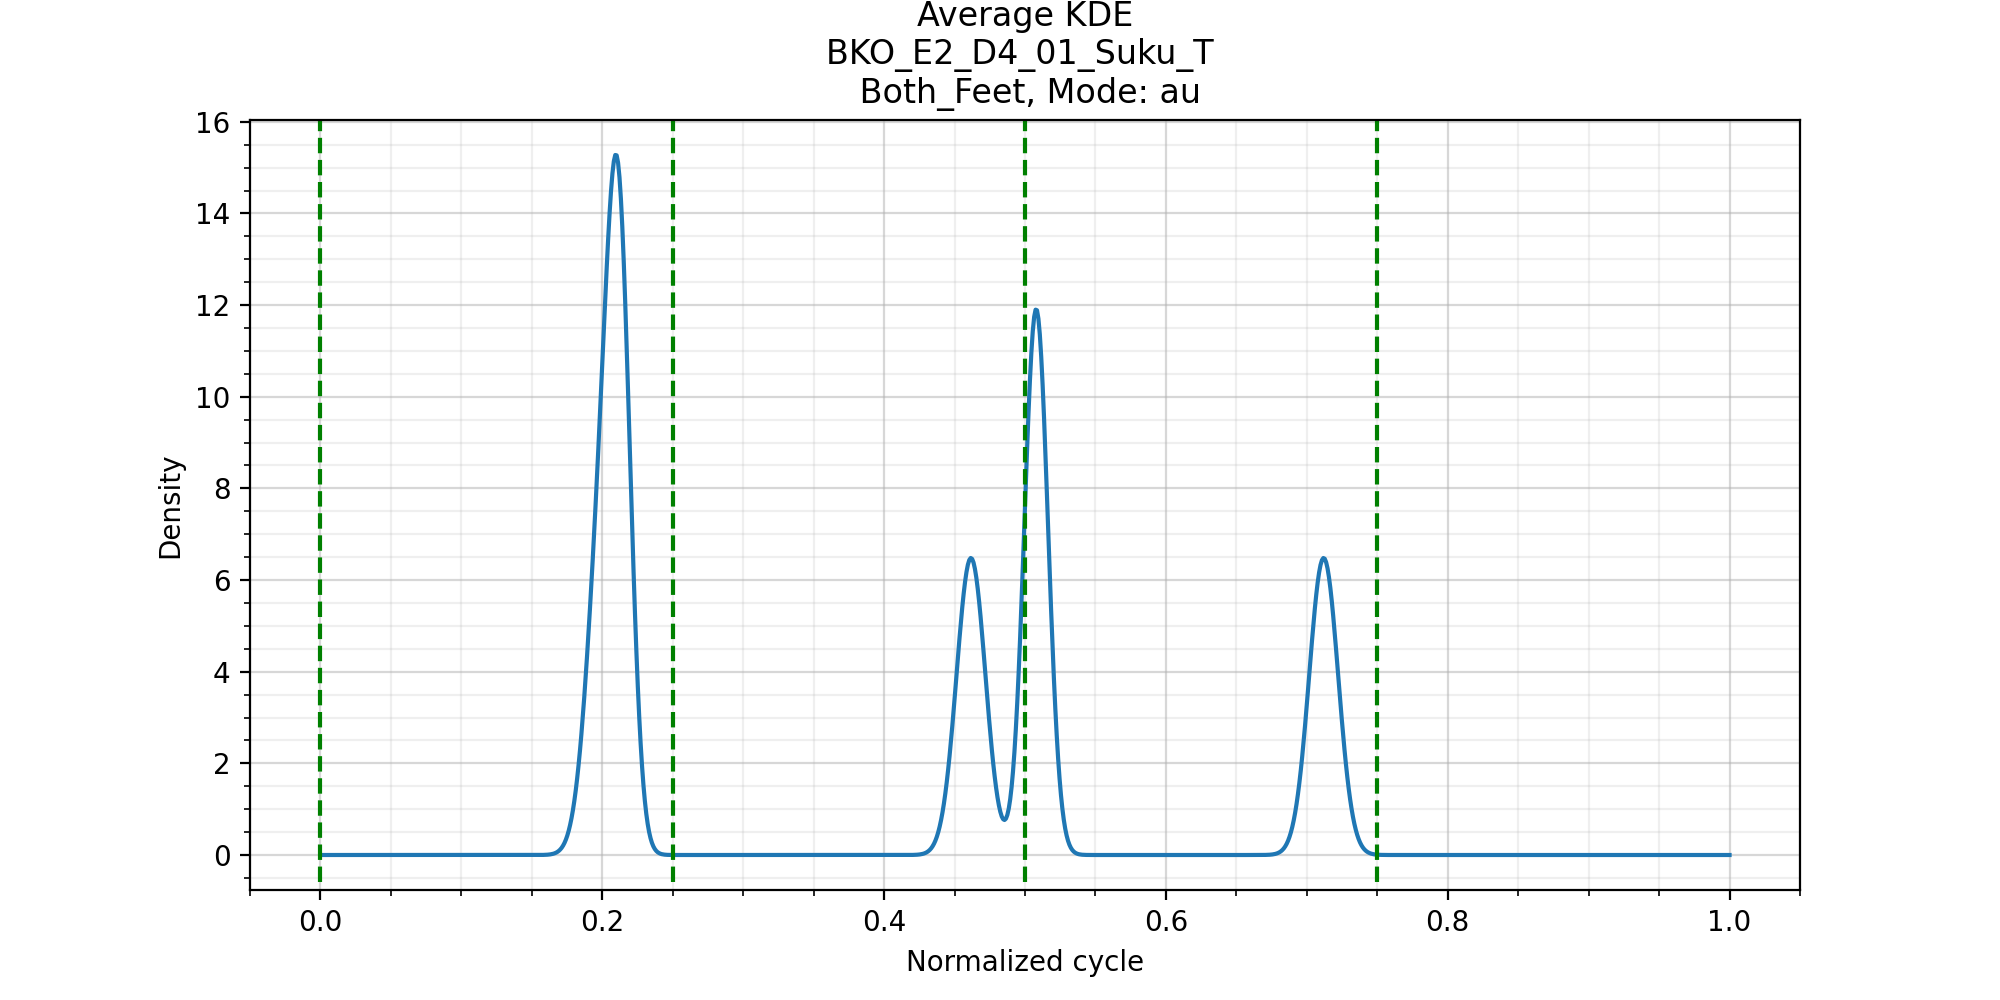 Average KDE
BKO_E2_D4_01_Suku_T
Both_Feet, Mode: au
16
14
12
10
8
6
4
2
0
Density
0.0 0.2 0.4 0.6 0.8 1.0
Normalized cycle